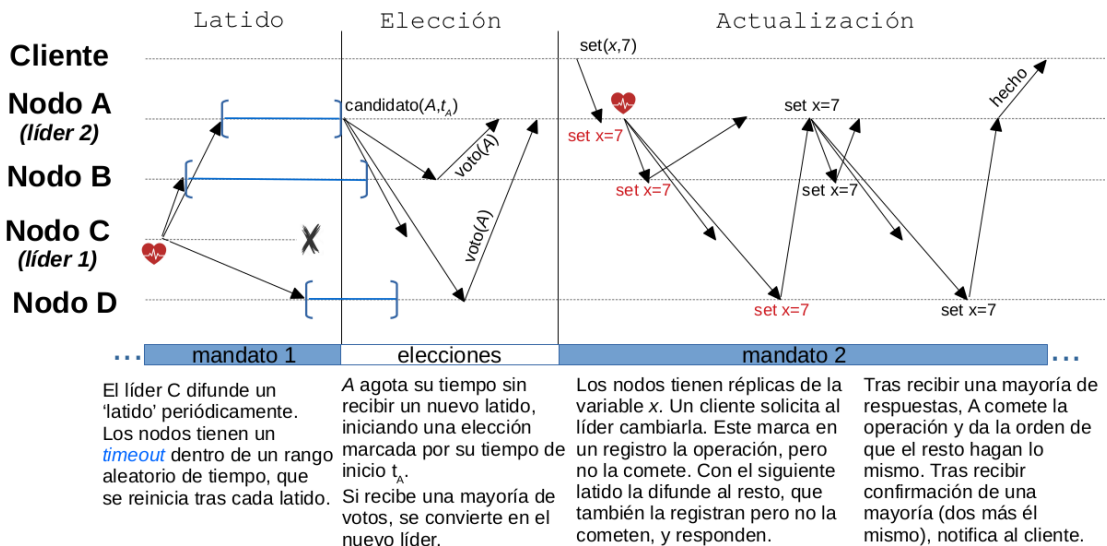 Latido
Elección
Actualización
Cliente
set(x,7)
hecho
Nodo A
(líder 2)
candidato(A,tA)
set x=7
set x=7
Nodo B
voto(A)
set x=7
set x=7
Nodo C
(líder 1)
X
voto(A)
Nodo D
set x=7
set x=7
... mandato 1
elecciones
mandato 2 ...
El líder C difunde un
‘latido’ periódicamente.
Los nodos tienen un
timeout dentro de un rango
aleatorio de tiempo, que
se reinicia tras cada latido.
A agota su tiempo sin
recibir un nuevo latido,
iniciando una elección
marcada por su tiempo de
inicio tA.
Si recibe una mayoría de
votos, se convierte en el
nuevo líder.
Los nodos tienen réplicas de la
variable x. Un cliente solicita al
líder cambiarla. Este marca en
un registro la operación, pero
no la comete. Con el siguiente
latido la difunde al resto, que
también la registran pero no la
cometen, y responden.
Tras recibir una mayoría de
respuestas, A comete la
operación y da la orden de
que el resto hagan lo
mismo. Tras recibir
confirmación de una
mayoría (dos más él
mismo), notifica al cliente.